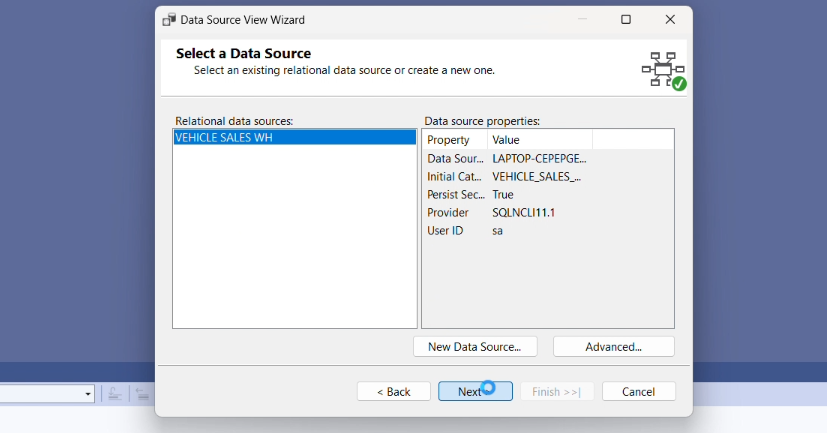 Data Source View Wizard
Select a Data Source
Select an existing relational data source or create a new one.
Relational data sources:
Data source properties:
VEHICLE SALES WH
Property Value
Data Sour... LAPTOP-CEPEPGE...
Initial Cat... VEHICLE_SALES_...
Persist Sec... True
Provider SQLNCLI11.1
User ID sa
New Data Source...
Advanced...
< Back
Next
Finish >>|
Cancel